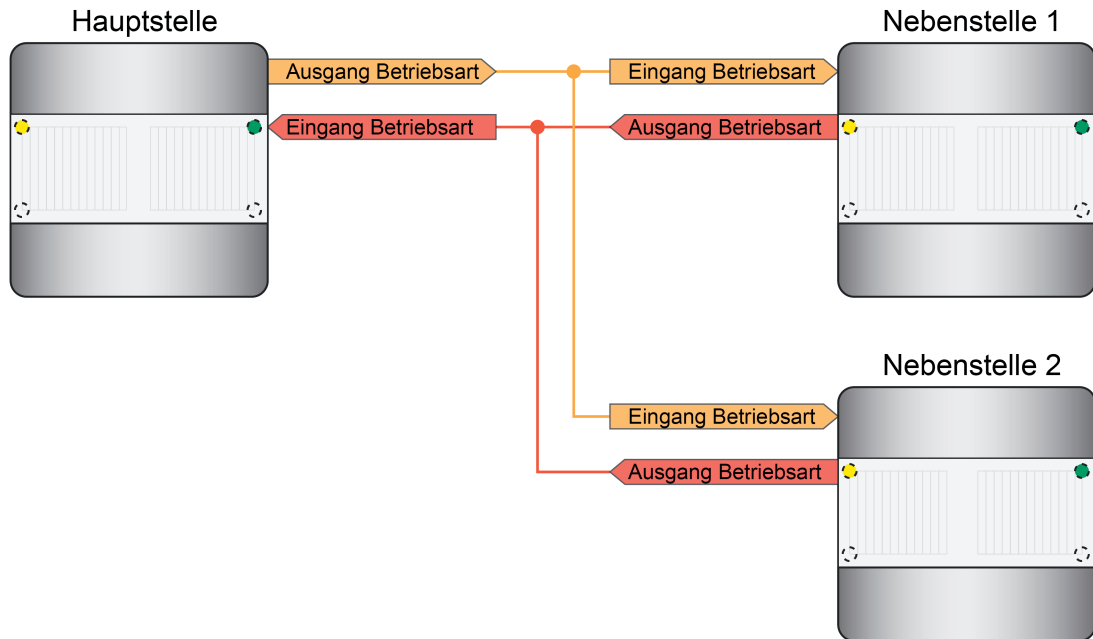 Hauptstelle
Nebenstelle 1
Ausgang Betriebsart
Eingang Betriebsart
Eingang Betriebsart
Ausgang Betriebsart
Nebenstelle 2
Eingang Betriebsart
Ausgang Betriebsart